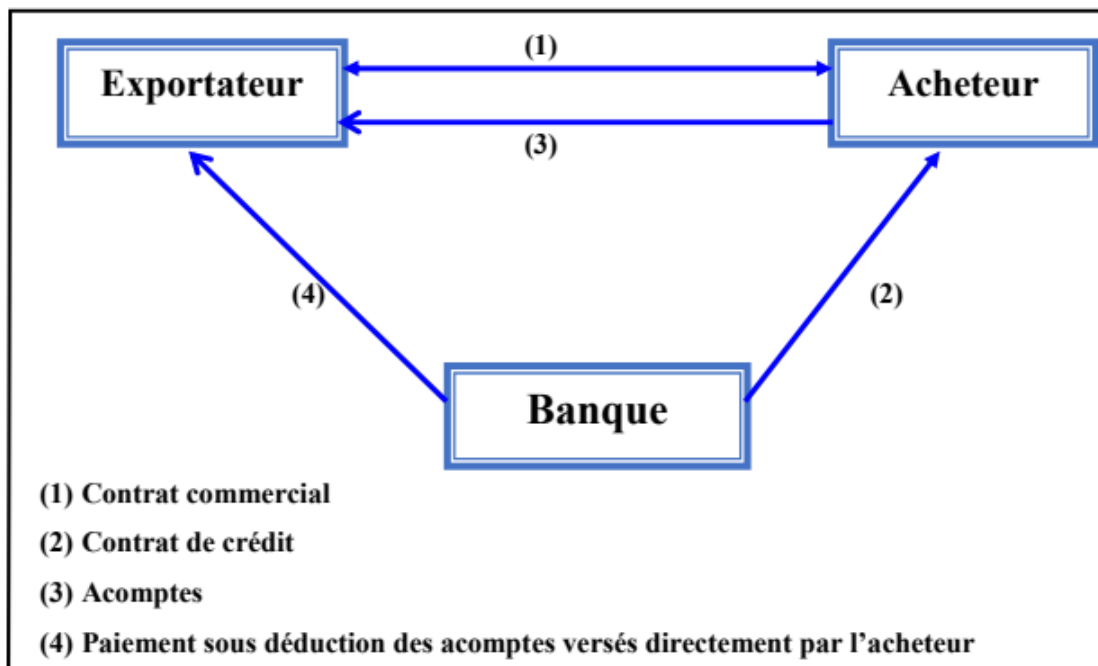 (1)
Exportateur
Acheteur
(3)
(4)
(2)
Banque
(1) Contrat commercial
(2) Contrat de crédit
(3) Acomptes
(4) Paiement sous déduction des acomptes versés directement par l’acheteur